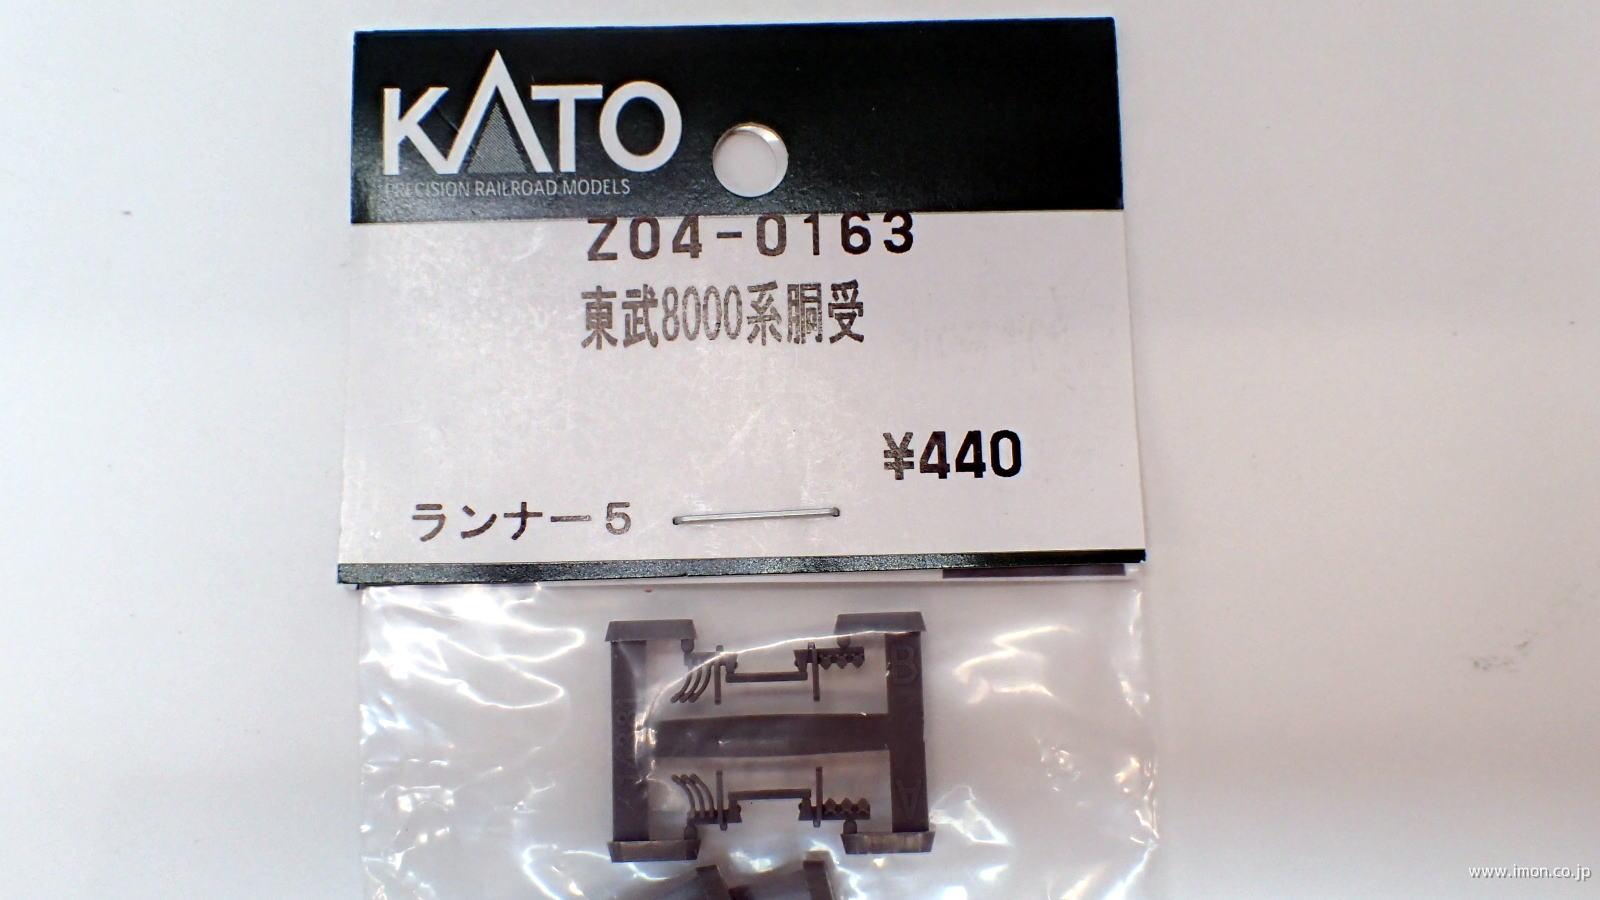 KATO
PRECISION RAILROAD MODELS
Z04-0163
東武8000系胴受
¥440
ランナー5
B
A
www.imon.co.jp